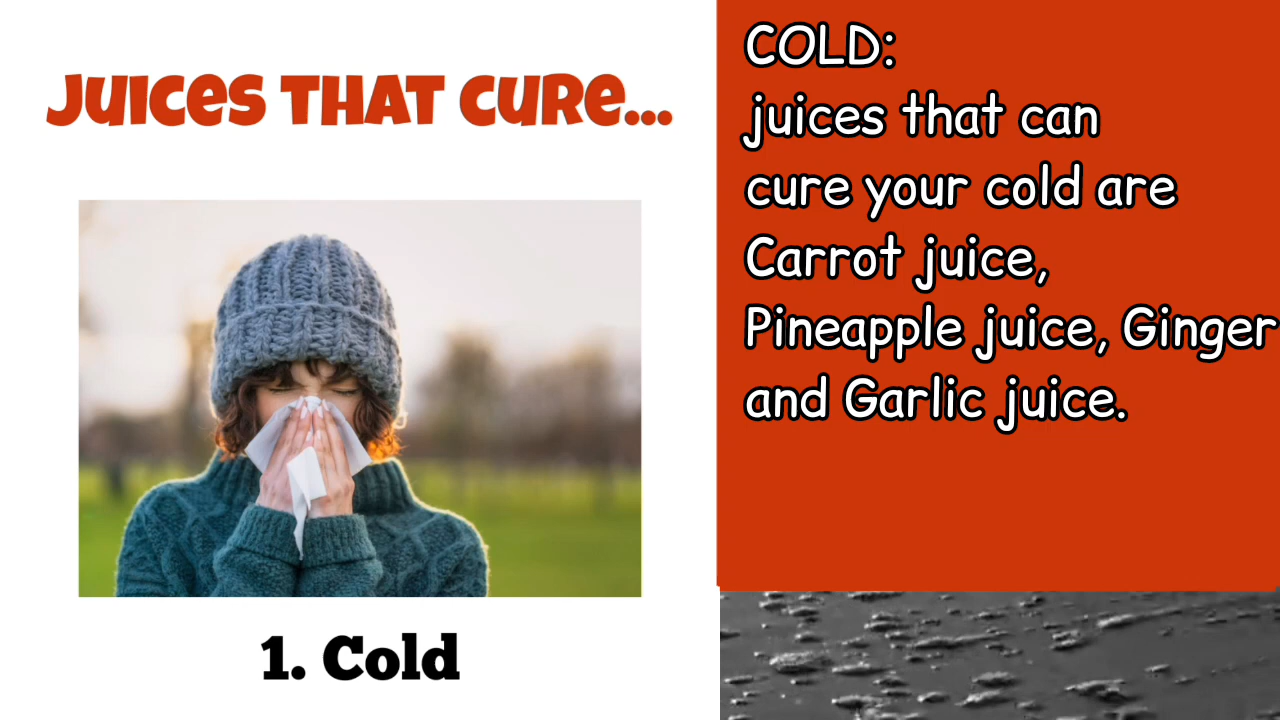 Juices that cure...
1. Cold
COLD:
juices that can
cure your cold are
Carrot juice,
Pineapple juice, Ginger
and Garlic juice.